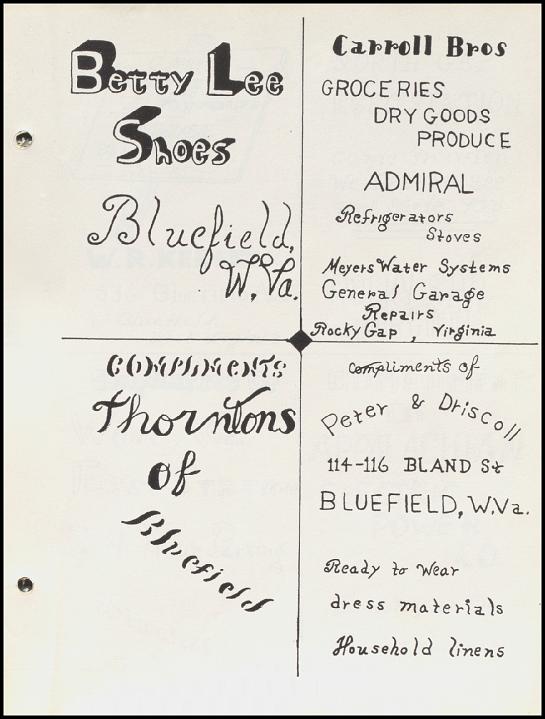 Betty Lee
Shoes
Bluefield,
W. Va.
Carroll Bros
GROCERIES
DRY GOODS
PRODUCE
ADMIRAL
Refrigerators
Stoves
Meyers Water Systems
General Garage
Repairs
Rocky Gap, Virginia
COMPLIMENTS
Thorntons
of
Bluefield
compliments of
Peter & Driscoll
114-116 BLAND St
BLUEFIELD, W.Va.
Ready to Wear
dress materials
Household linens